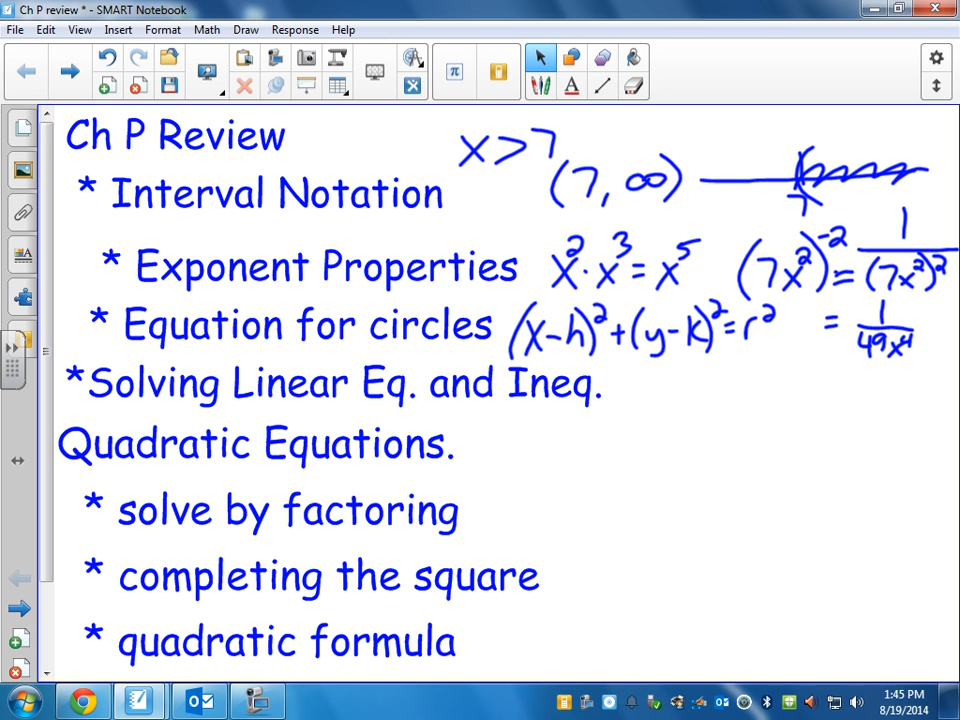 Ch P review * - SMART Notebook
File Edit View Insert Format Math Draw Response Help
Ch P Review
x > 7
* Interval Notation
(7, ∞)
7
* Exponent Properties
x² · x³ = x⁵
(7x²)⁻² = 1/(7x²)²
* Equation for circles
(x-h)² + (y-k)² = r²
= 1/49x⁴
*Solving Linear Eq. and Ineq.
Quadratic Equations.
* solve by factoring
* completing the square
* quadratic formula
1:45 PM
8/19/2014